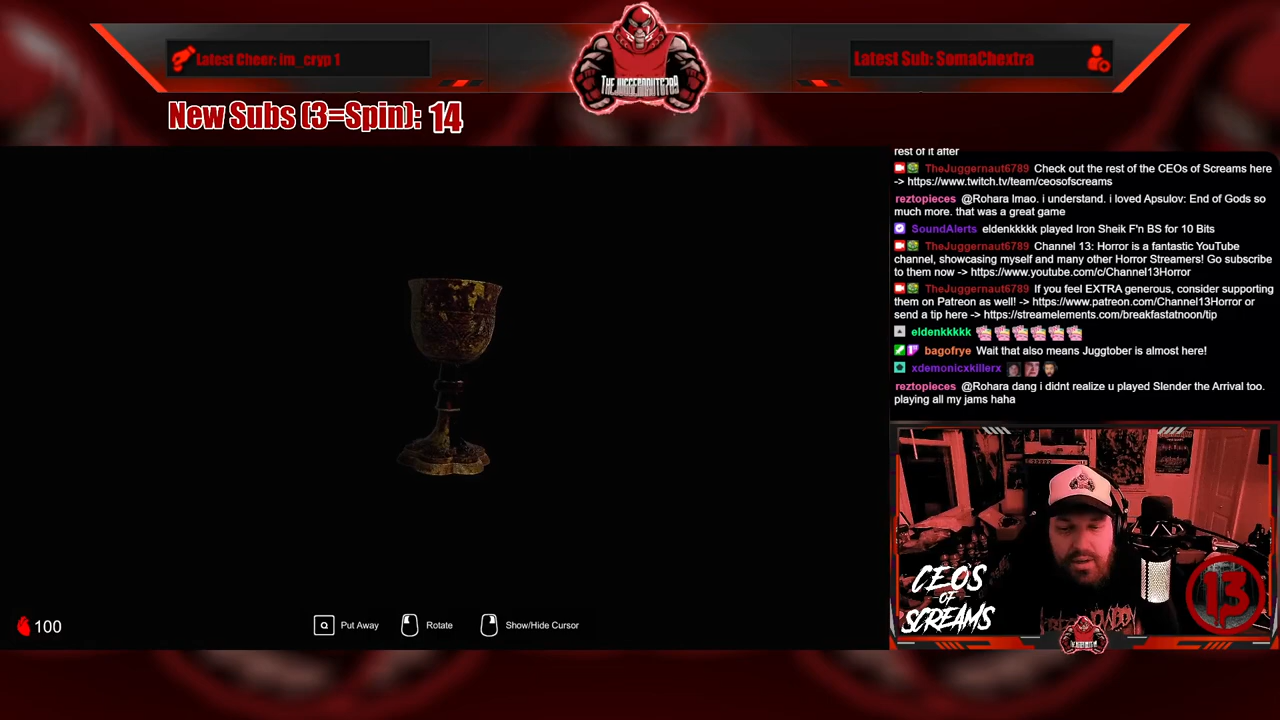 Latest Cheer: im_cryp 1
THEJUGGERNAUT6789
Latest Sub: SomaChextra
New Subs (3=Spin): 14
rest of it after
TheJuggernaut6789 Check out the rest of the CEOs of Screams here
-> https://www.twitch.tv/team/ceosofscreams
reztopieces @Rohara lmao. i understand. i loved Apsulov: End of Gods so
much more. that was a great game
SoundAlerts eldenkkkkk played Iron Sheik F'n BS for 10 Bits
TheJuggernaut6789 Channel 13: Horror is a fantastic YouTube
channel, showcasing myself and many other Horror Streamers! Go subscribe
to them now -> https://www.youtube.com/c/Channel13Horror
TheJuggernaut6789 If you feel EXTRA generous, consider supporting
them on Patreon as well! -> https://www.patreon.com/Channel13Horror or
send a tip here -> https://streamelements.com/breakfastatnoon/tip
eldenkkkkk
bagofrye Wait that also means Juggtober is almost here!
xdemonicxkillerx
reztopieces @Rohara dang i didnt realize u played Slender the Arrival too.
playing all my jams haha
CEOS
OF
SCREAMS
13
100
Q Put Away
Rotate
Show/Hide Cursor